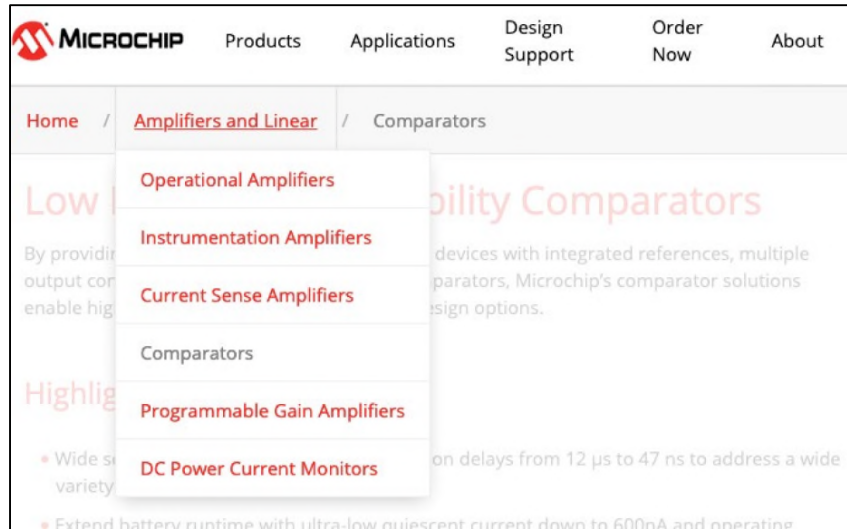 MICROCHIP Products Applications Design Support Order Now About
Home / Amplifiers and Linear / Comparators
Operational Amplifiers
Low bility Comparators
Instrumentation Amplifiers
By providin devices with integrated references, multiple
output con parators, Microchip's comparator solutions
Current Sense Amplifiers
enable hig sign options.
Comparators
Highlig
Programmable Gain Amplifiers
• Wide s on delays from 12 µs to 47 ns to address a wide
DC Power Current Monitors
variety
• Extend battery runtime with ultra-low quiescent current down to 600nA and operating